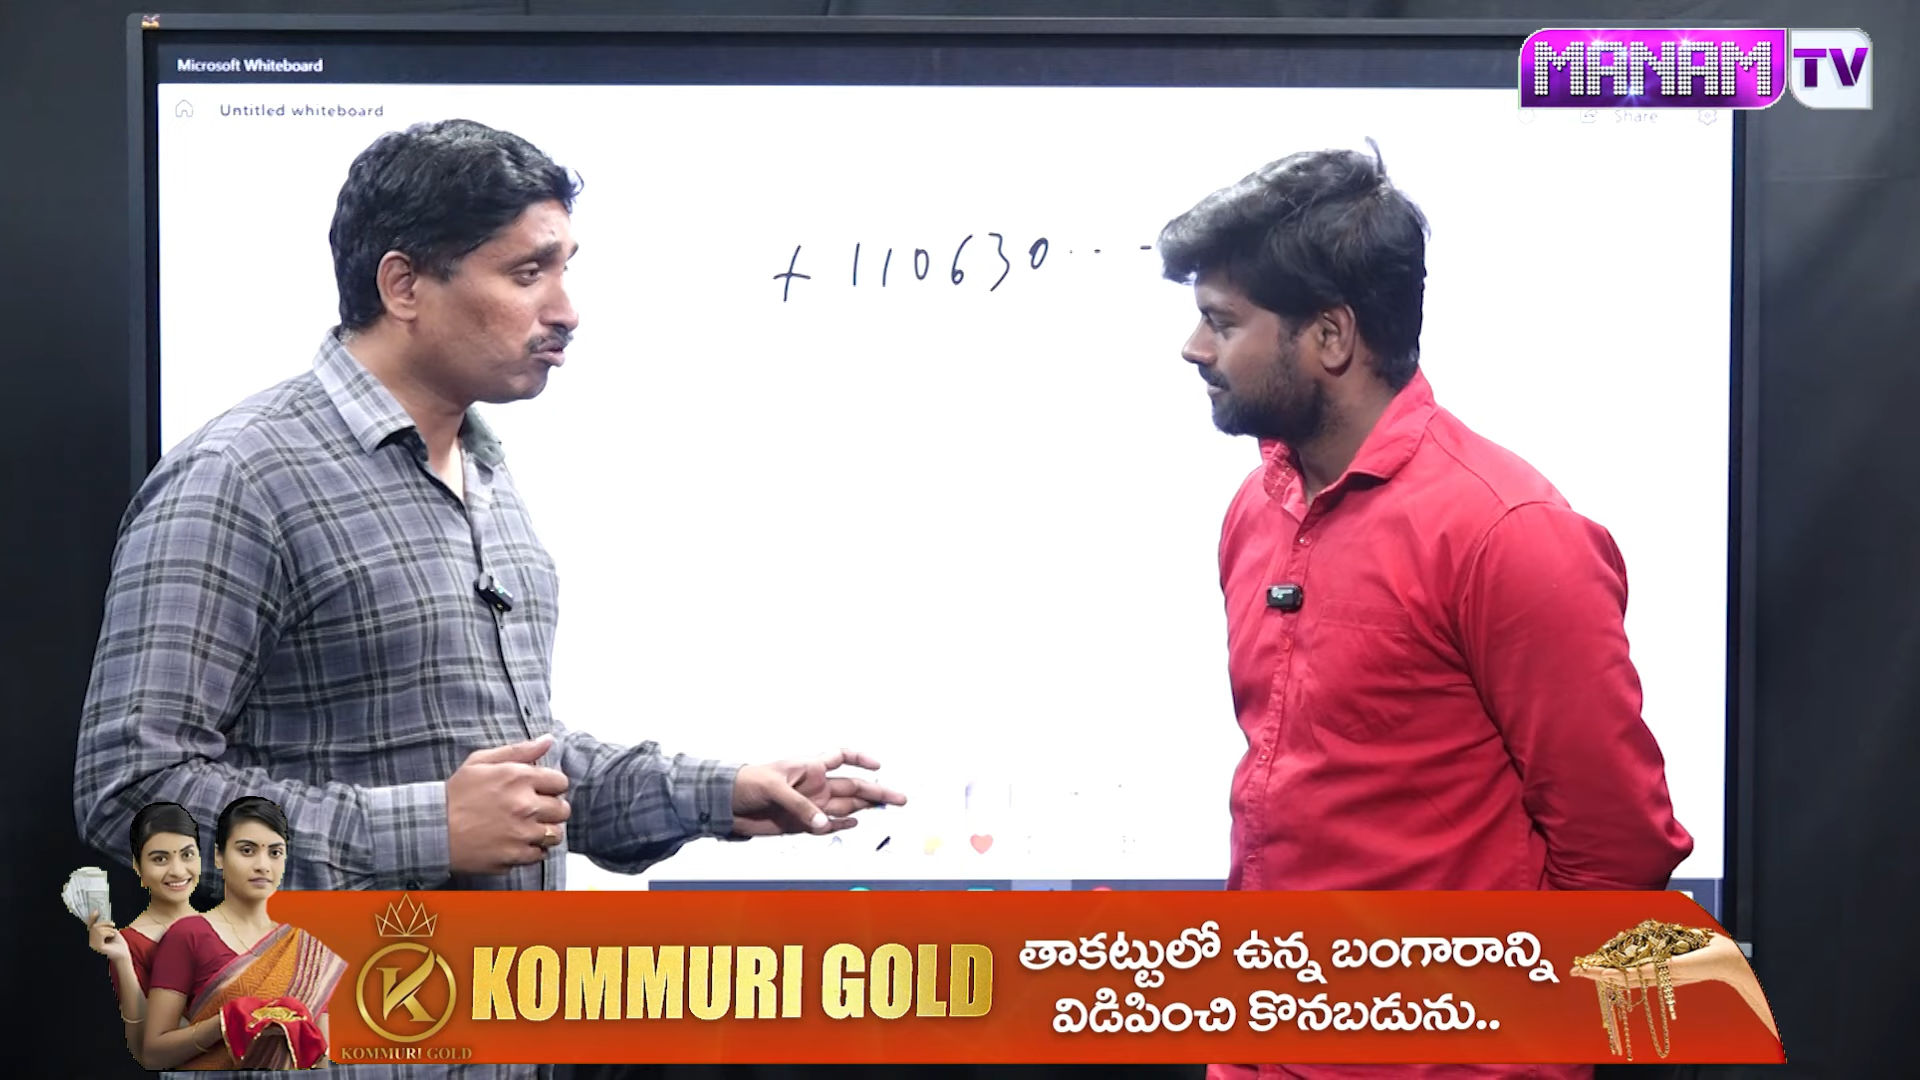 Microsoft Whiteboard
Untitled whiteboard
MANAM TV
Share
+ 110630... -
KOMMURI GOLD
తాకట్టులో ఉన్న బంగారాన్ని
విడిపించి కొనబడును..
KOMMURI GOLD